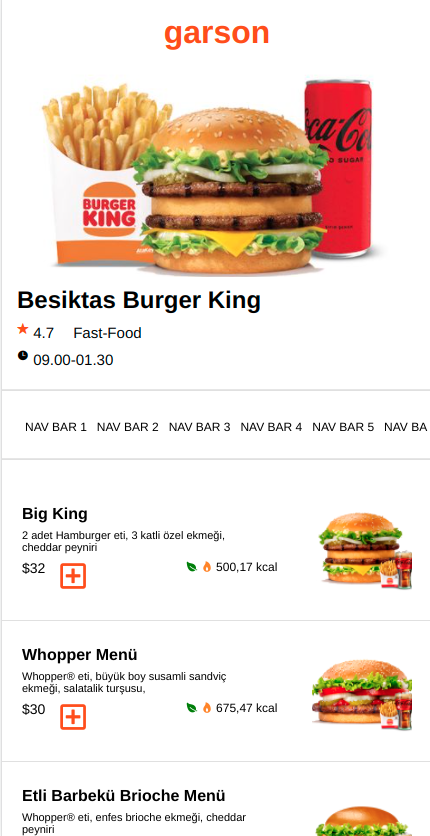 garson
BURGER
KING
ca-Co
O SUGAR
Besiktas Burger King
4.7 Fast-Food
09.00-01.30
NAV BAR 1 NAV BAR 2 NAV BAR 3 NAV BAR 4 NAV BAR 5 NAV BA
Big King
2 adet Hamburger eti, 3 katli özel ekmeği,
cheddar peyniri
$32
500,17 kcal
Whopper Menü
Whopper® eti, büyük boy susamli sandviç
ekmeği, salatalik turşusu,
$30
675,47 kcal
Etli Barbekü Brioche Menü
Whopper® eti, enfes brioche ekmeği, cheddar
peyniri